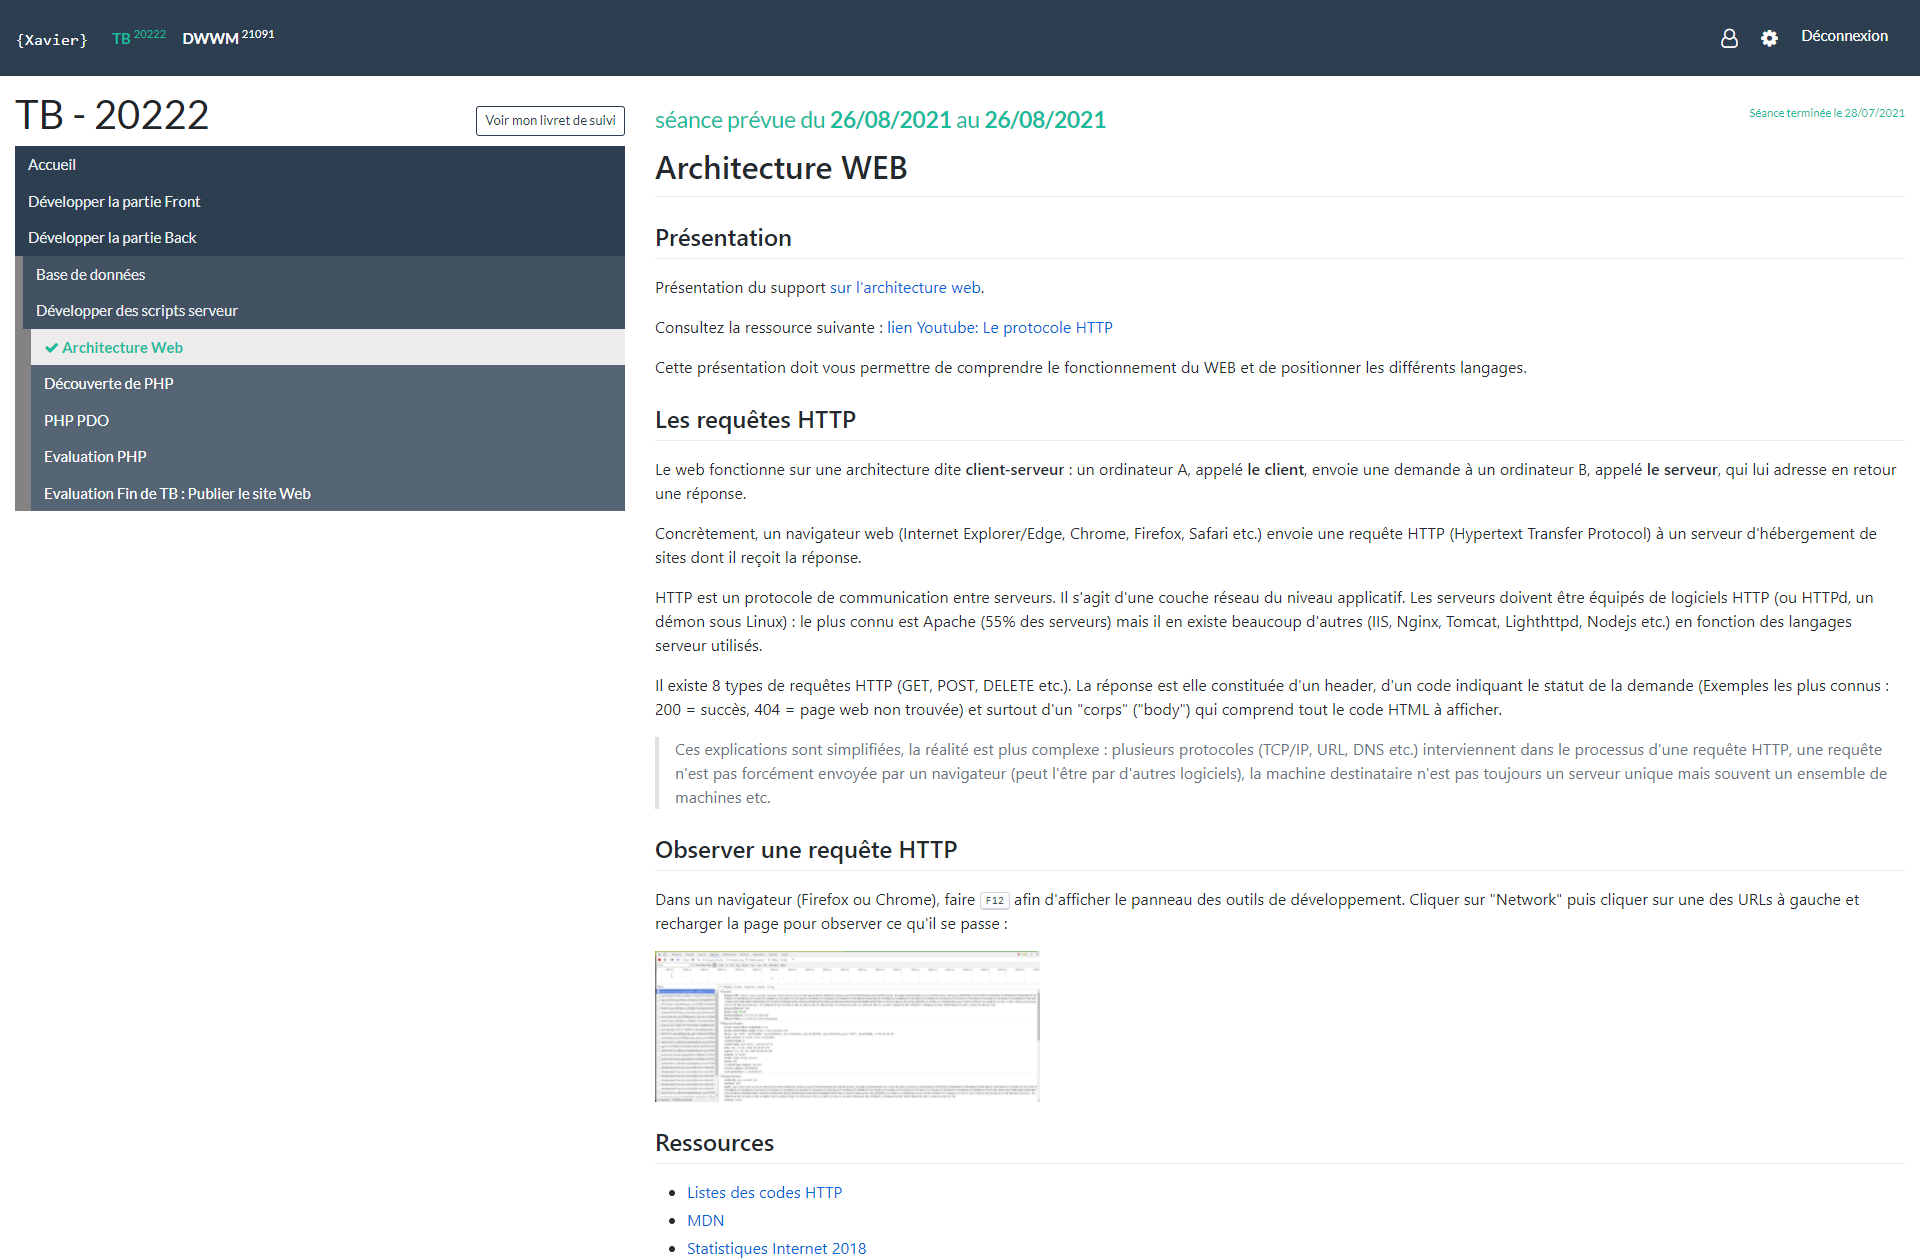 {Xavier} TB 20222 DWWM 21091 Déconnexion
TB - 20222
Voir mon livret de suivi
Accueil
Développer la partie Front
Développer la partie Back
Base de données
Développer des scripts serveur
Architecture Web
Découverte de PHP
PHP PDO
Evaluation PHP
Evaluation Fin de TB : Publier le site Web
séance prévue du 26/08/2021 au 26/08/2021
Séance terminée le 28/07/2021
Architecture WEB
Présentation
Présentation du support sur l'architecture web.
Consultez la ressource suivante : lien Youtube: Le protocole HTTP
Cette présentation doit vous permettre de comprendre le fonctionnement du WEB et de positionner les différents langages.
Les requêtes HTTP
Le web fonctionne sur une architecture dite client-serveur : un ordinateur A, appelé le client, envoie une demande à un ordinateur B, appelé le serveur, qui lui adresse en retour
une réponse.
Concrètement, un navigateur web (Internet Explorer/Edge, Chrome, Firefox, Safari etc.) envoie une requête HTTP (Hypertext Transfer Protocol) à un serveur d'hébergement de
sites dont il reçoit la réponse.
HTTP est un protocole de communication entre serveurs. Il s'agit d'une couche réseau du niveau applicatif. Les serveurs doivent être équipés de logiciels HTTP (ou HTTPd, un
démon sous Linux) : le plus connu est Apache (55% des serveurs) mais il en existe beaucoup d'autres (IIS, Nginx, Tomcat, Lighthttpd, Nodejs etc.) en fonction des langages
serveur utilisés.
Il existe 8 types de requêtes HTTP (GET, POST, DELETE etc.). La réponse est elle constituée d'un header, d'un code indiquant le statut de la demande (Exemples les plus connus :
200 = succès, 404 = page web non trouvée) et surtout d'un "corps" ("body") qui comprend tout le code HTML à afficher.
Ces explications sont simplifiées, la réalité est plus complexe : plusieurs protocoles (TCP/IP, URL, DNS etc.) interviennent dans le processus d'une requête HTTP, une requête
n'est pas forcément envoyée par un navigateur (peut l'être par d'autres logiciels), la machine destinataire n'est pas toujours un serveur unique mais souvent un ensemble de
machines etc.
Observer une requête HTTP
Dans un navigateur (Firefox ou Chrome), faire F12 afin d'afficher le panneau des outils de développement. Cliquer sur "Network" puis cliquer sur une des URLs à gauche et
recharger la page pour observer ce qu'il se passe :
Ressources
Listes des codes HTTP
MDN
Statistiques Internet 2018